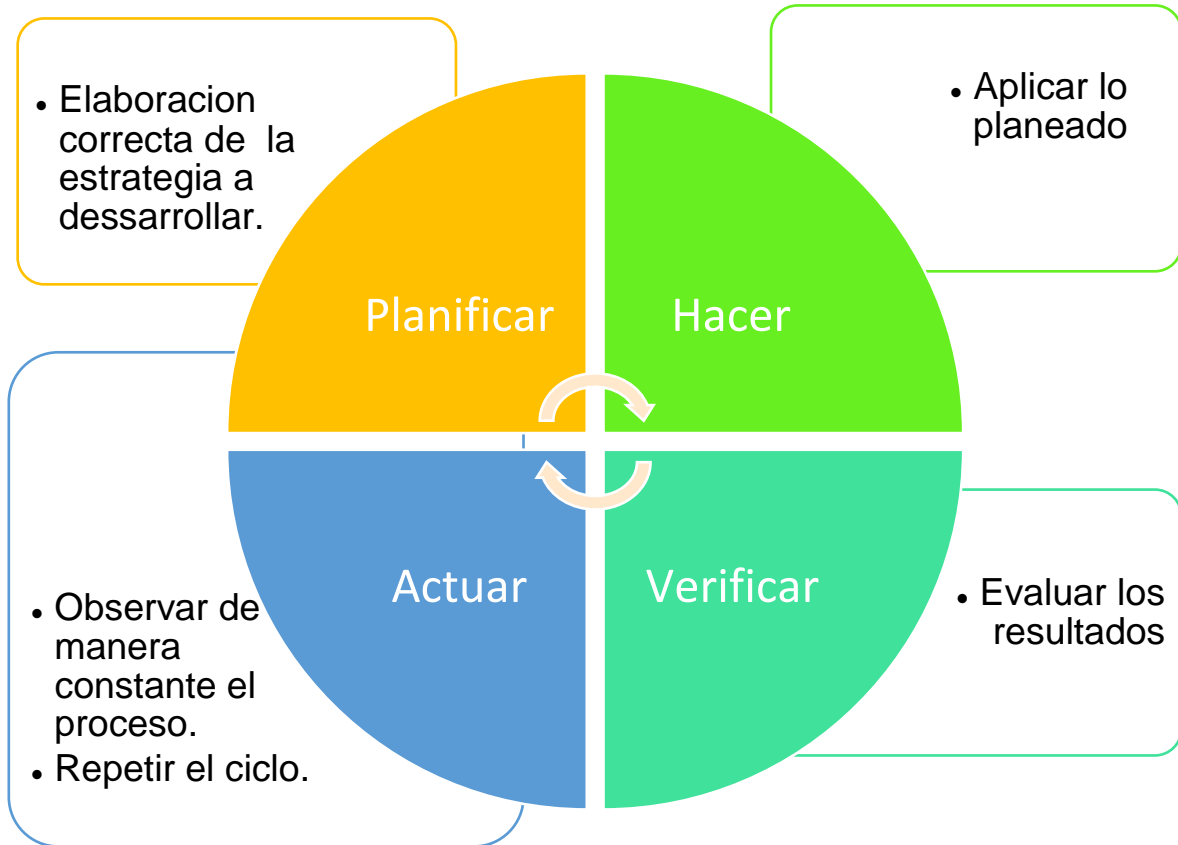 • Elaboracion
correcta de  la
estrategia a
dessarrollar.
• Aplicar lo
planeado
Planificar
Hacer
Actuar
Verificar
• Observar de
manera
constante el
proceso.
• Repetir el ciclo.
• Evaluar los
resultados